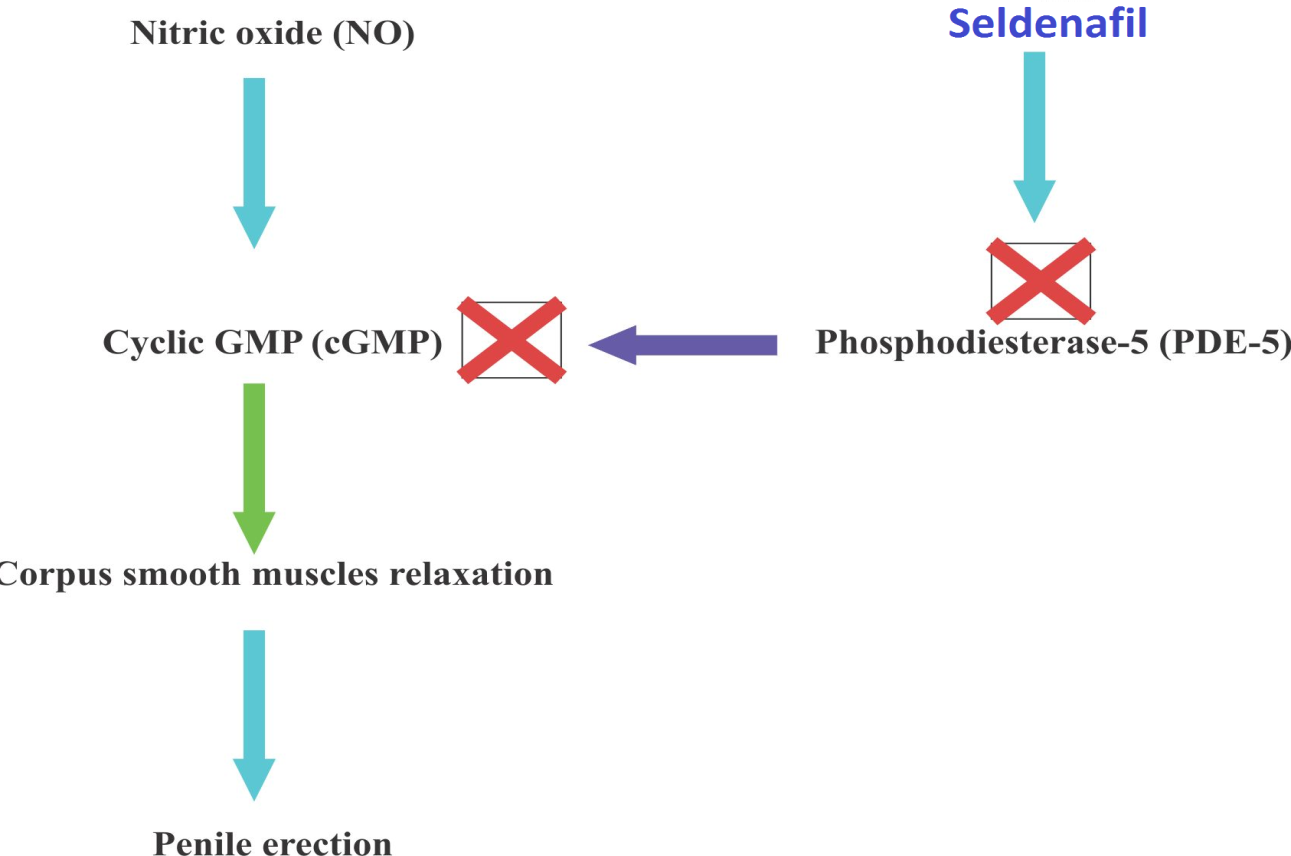 Nitric oxide (NO)
Seldenafil
Cyclic GMP (cGMP)
Phosphodiesterase-5 (PDE-5)
Corpus smooth muscles relaxation
Penile erection